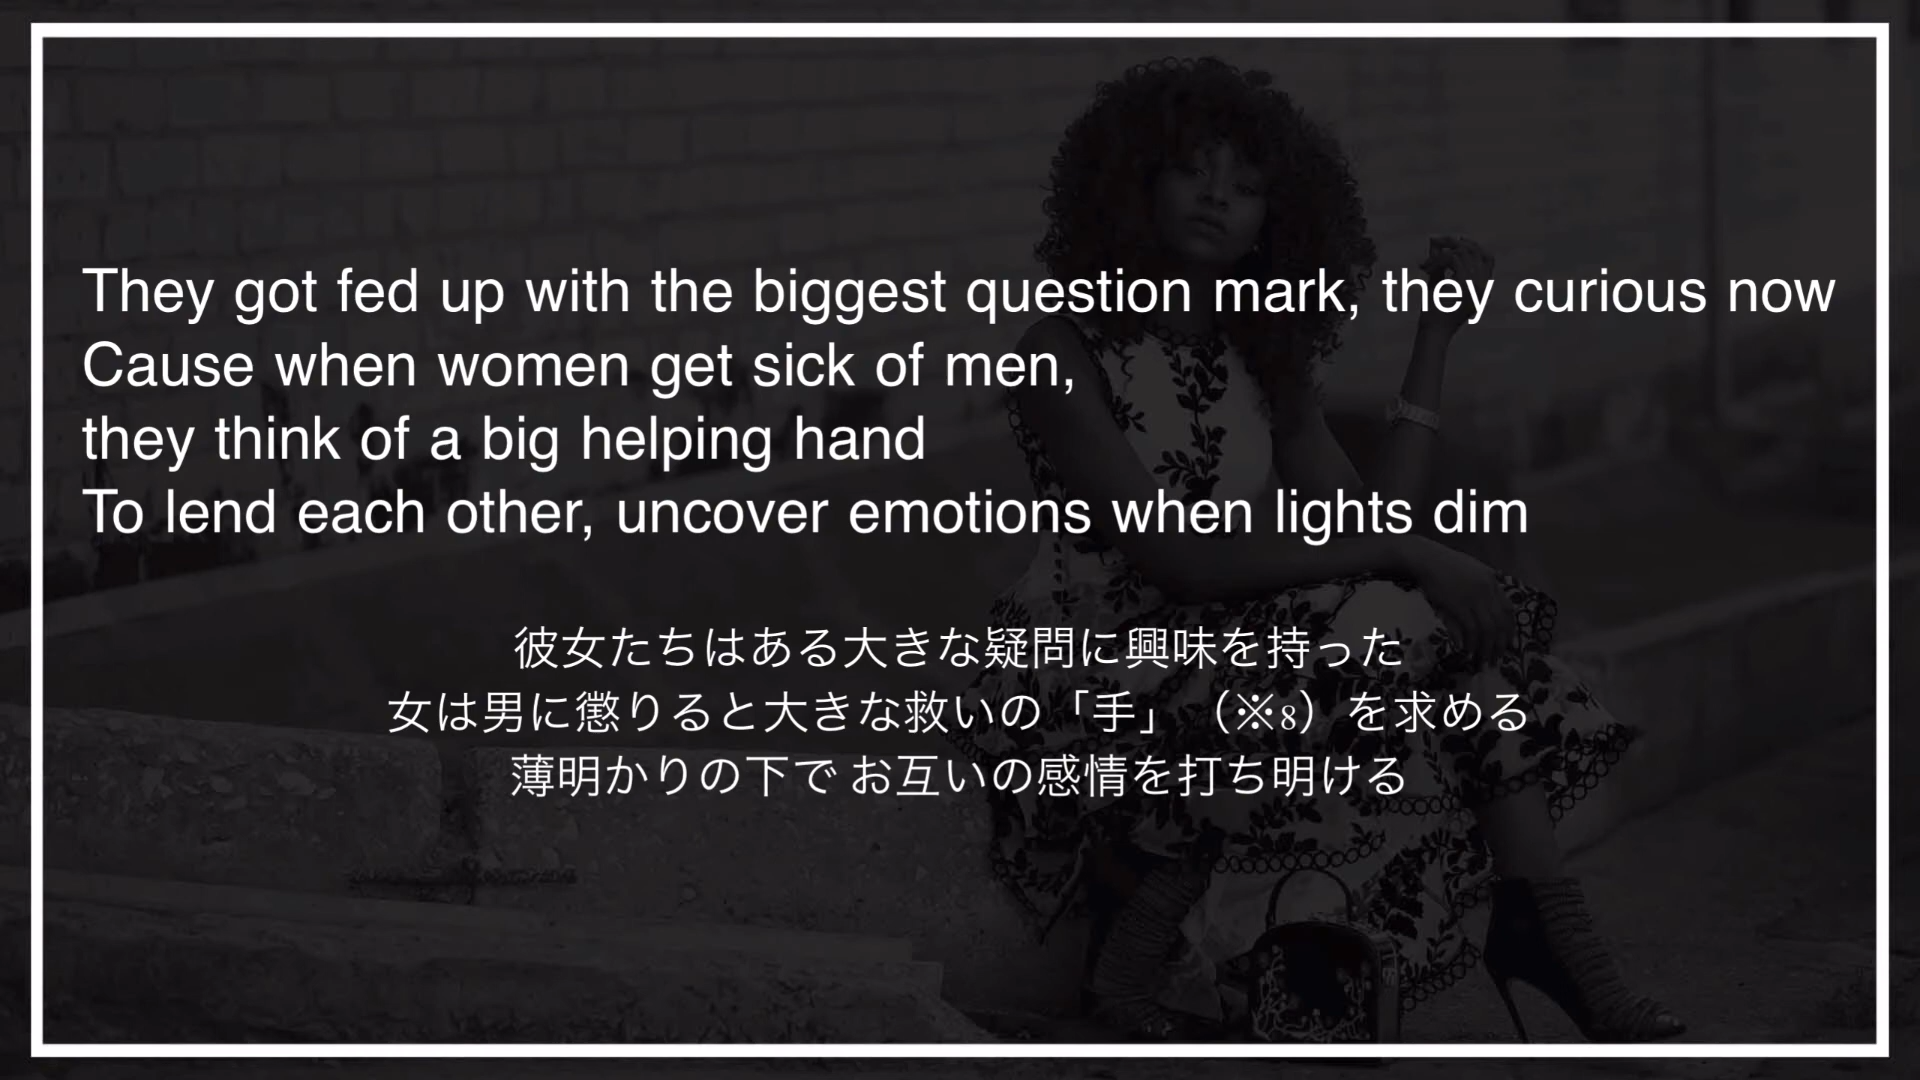 They got fed up with the biggest question mark, they curious now
Cause when women get sick of men,
they think of a big helping hand
To lend each other, uncover emotions when lights dim
彼女たちはある大きな疑問に興味を持った
女は男に懲りると大きな救いの「手」（※8）を求める
薄明かりの下で お互いの感情を打ち明ける